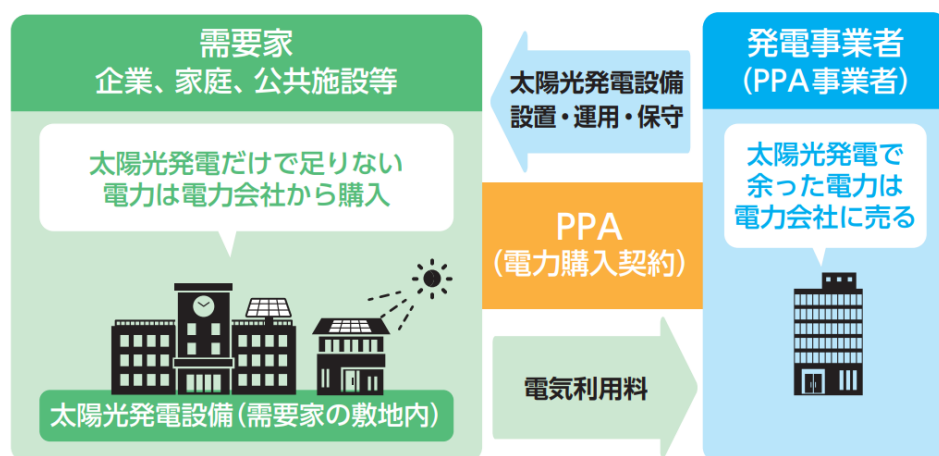 需要家
企業、家庭、公共施設等
太陽光発電だけで足りない
電力は電力会社から購入
太陽光発電設備(需要家の敷地内)
太陽光発電設備
設置・運用・保守
PPA
(電力購入契約)
電気利用料
発電事業者
(PPA事業者)
太陽光発電で
余った電力は
電力会社に売る